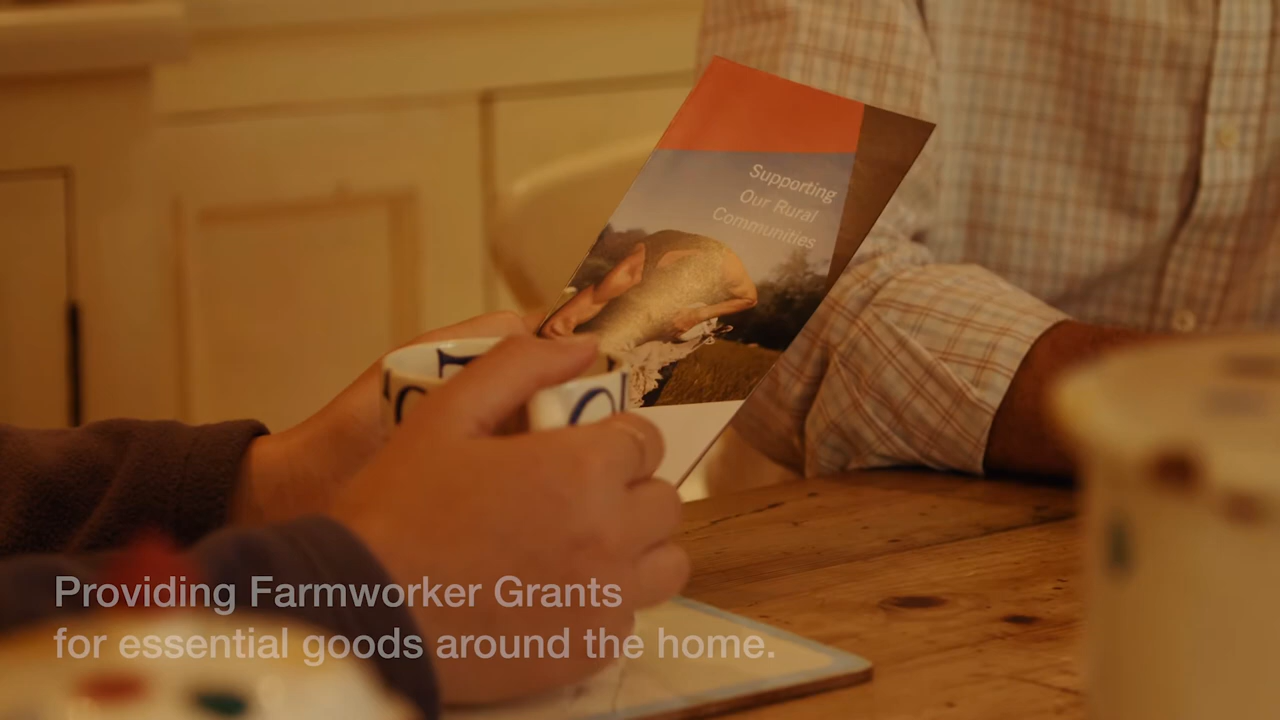 Supporting
Our Rural
Communities
Providing Farmworker Grants
for essential goods around the home.